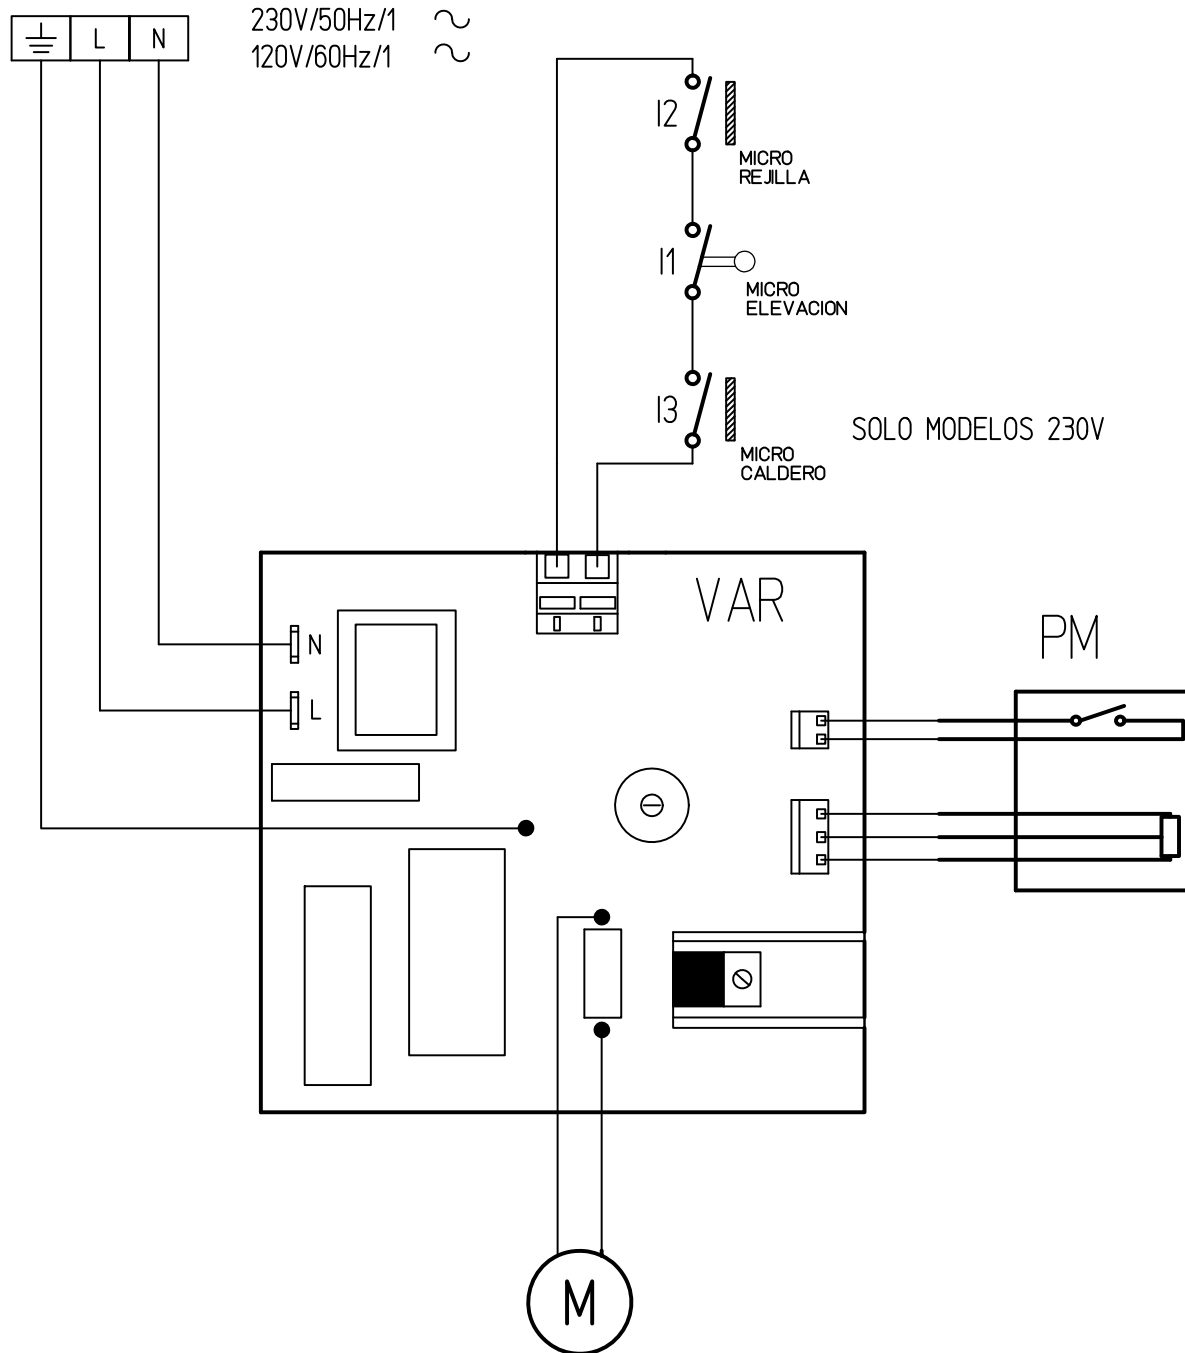 L N
230V/50Hz/1
120V/60Hz/1
I2
MICRO
REJILLA
I1
MICRO
ELEVACION
I3
MICRO
CALDERO
SOLO MODELOS 230V
VAR
PM
N
L
M